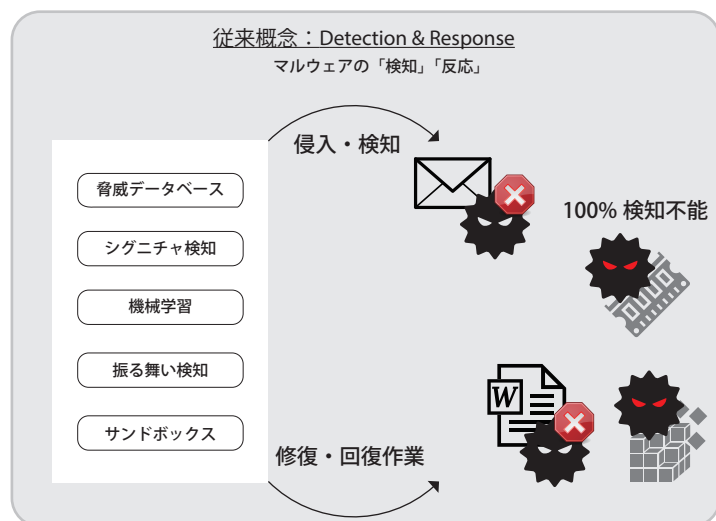 従来概念：Detection & Response
マルウェアの「検知」「反応」
侵入・検知
脅威データベース
シグニチャ検知
機械学習
振る舞い検知
サンドボックス
100% 検知不能
W
修復・回復作業